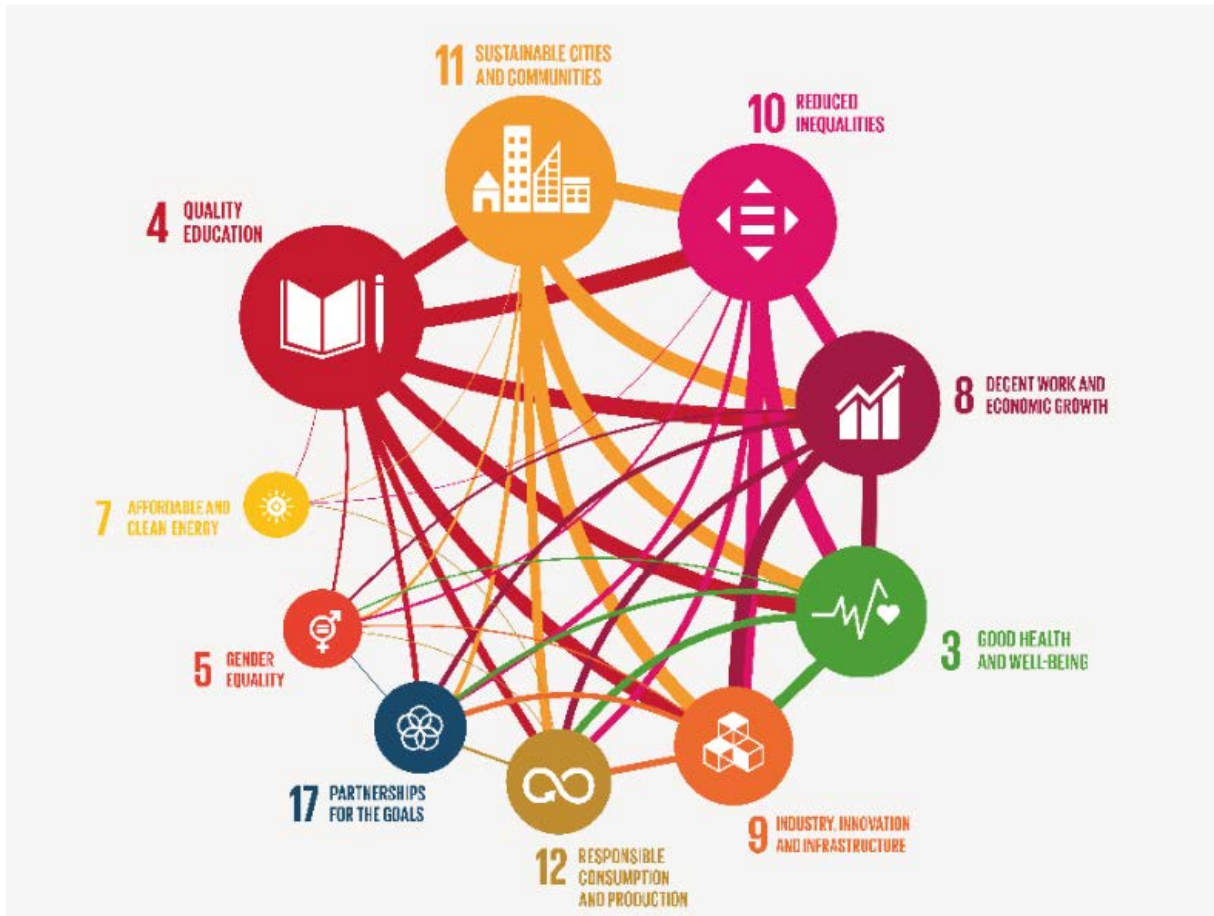 11 SUSTAINABLE CITIES
AND COMMUNITIES
10 REDUCED
INEQUALITIES
4 QUALITY
EDUCATION
8 DECENT WORK AND
ECONOMIC GROWTH
7 AFFORDABLE AND
CLEAN ENERGY
5 GENDER
EQUALITY
3 GOOD HEALTH
AND WELL-BEING
17 PARTNERSHIPS
FOR THE GOALS
9 INDUSTRY, INNOVATION
AND INFRASTRUCTURE
12 RESPONSIBLE
CONSUMPTION
AND PRODUCTION